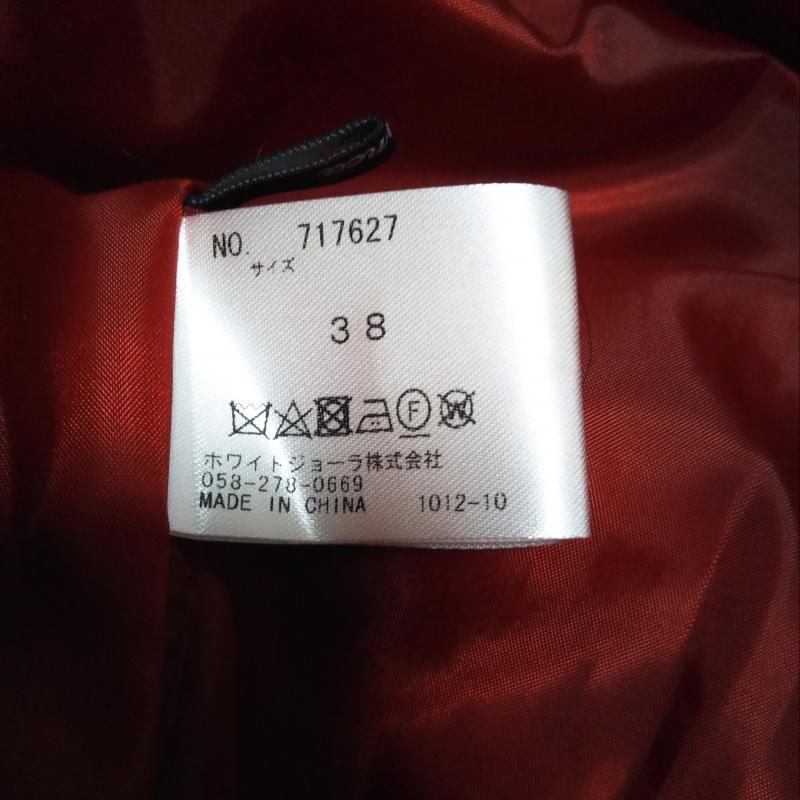 NO. 717627
サイズ
38
F W
ホワイトジョーラ株式会社
058-278-0669
MADE IN CHINA 1012-10